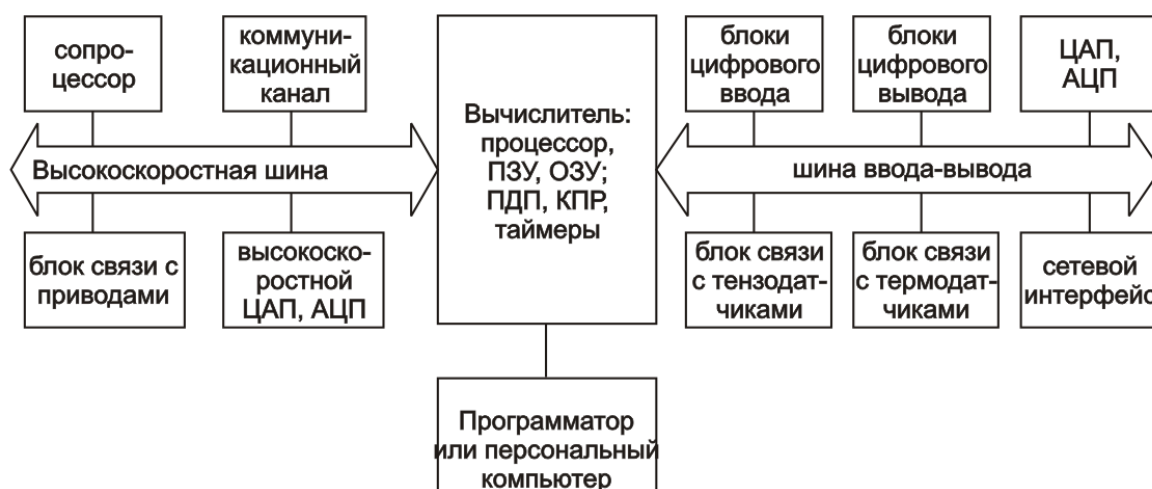 сопро-
цессор
коммуни-
кационный
канал
Вычислитель:
процессор,
ПЗУ, ОЗУ;
ПДП, КПР,
таймеры
блоки
цифрового
ввода
блоки
цифрового
вывода
ЦАП,
АЦП
Высокоскоростная шина
шина ввода-вывода
блок связи с
приводами
высокоско-
ростной
ЦАП, АЦП
блок связи
с тензодат-
чиками
блок связи
с термодат-
чиками
сетевой
интерфейс
Программатор
или персональный
компьютер